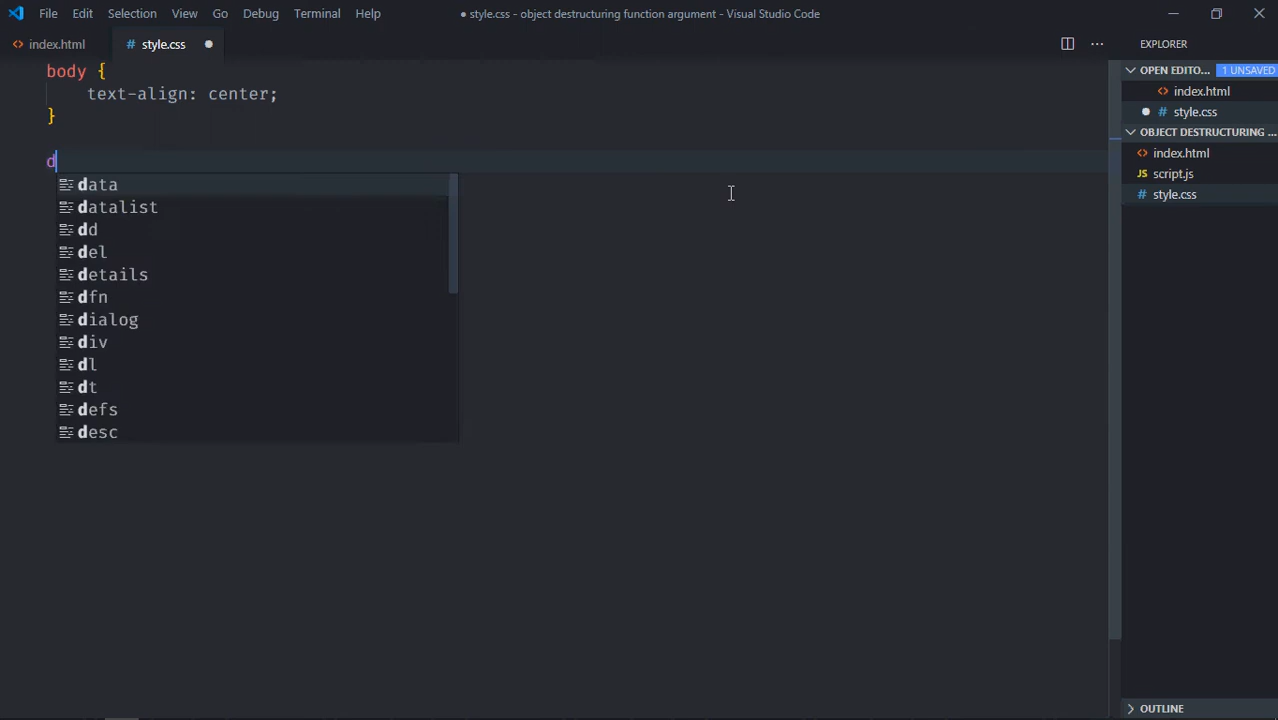 File Edit Selection View Go Debug Terminal Help ● style.css - object destructuring function argument - Visual Studio Code
<> index.html # style.css ●
EXPLORER
OPEN EDITO... 1 UNSAVED
<> index.html
● # style.css
OBJECT DESTRUCTURING ...
<> index.html
JS script.js
# style.css
body {
text-align: center;
}
d
data
datalist
dd
del
details
dfn
dialog
div
dl
dt
defs
desc
OUTLINE